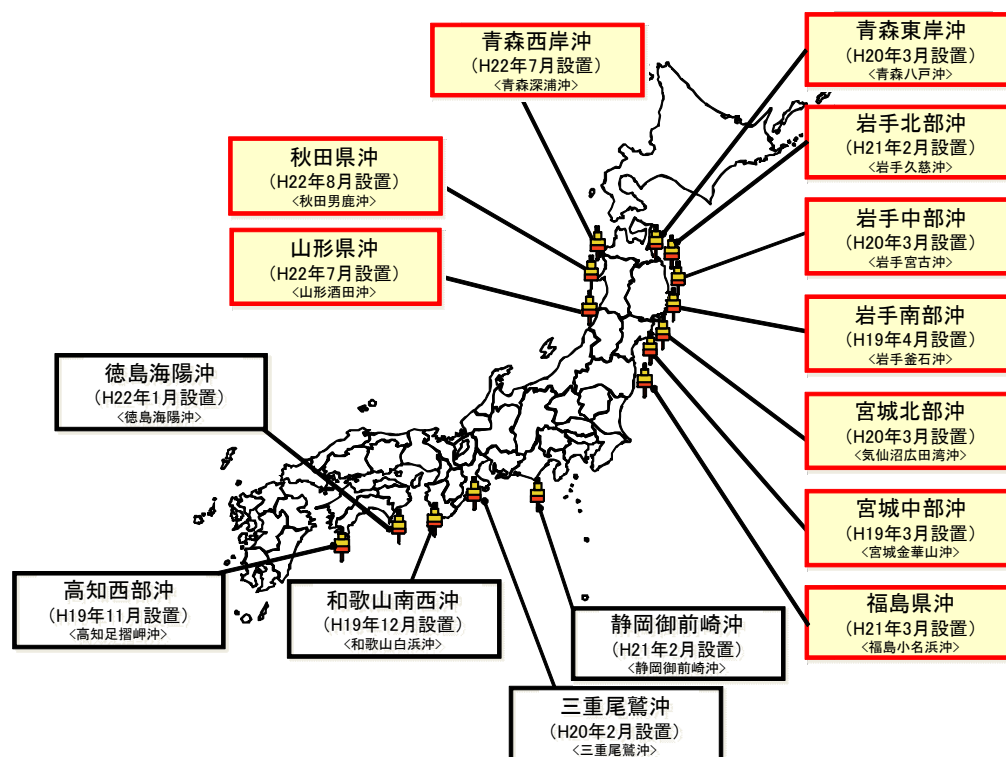 青森西岸沖
(H22年7月設置)
<青森深浦沖>
青森東岸沖
(H20年3月設置)
<青森八戸沖>
岩手北部沖
(H21年2月設置)
<岩手久慈沖>
秋田県沖
(H22年8月設置)
<秋田男鹿沖>
岩手中部沖
(H20年3月設置)
<岩手宮古沖>
山形県沖
(H22年7月設置)
<山形酒田沖>
岩手南部沖
(H19年4月設置)
<岩手釜石沖>
徳島海陽沖
(H22年1月設置)
<徳島海陽沖>
宮城北部沖
(H20年3月設置)
<気仙沼広田湾沖>
宮城中部沖
(H19年3月設置)
<宮城金華山沖>
高知西部沖
(H19年11月設置)
<高知足摺岬沖>
和歌山南西沖
(H19年12月設置)
<和歌山白浜沖>
静岡御前崎沖
(H21年2月設置)
<静岡御前崎沖>
福島県沖
(H21年3月設置)
<福島小名浜沖>
三重尾鷲沖
(H20年2月設置)
<三重尾鷲沖>